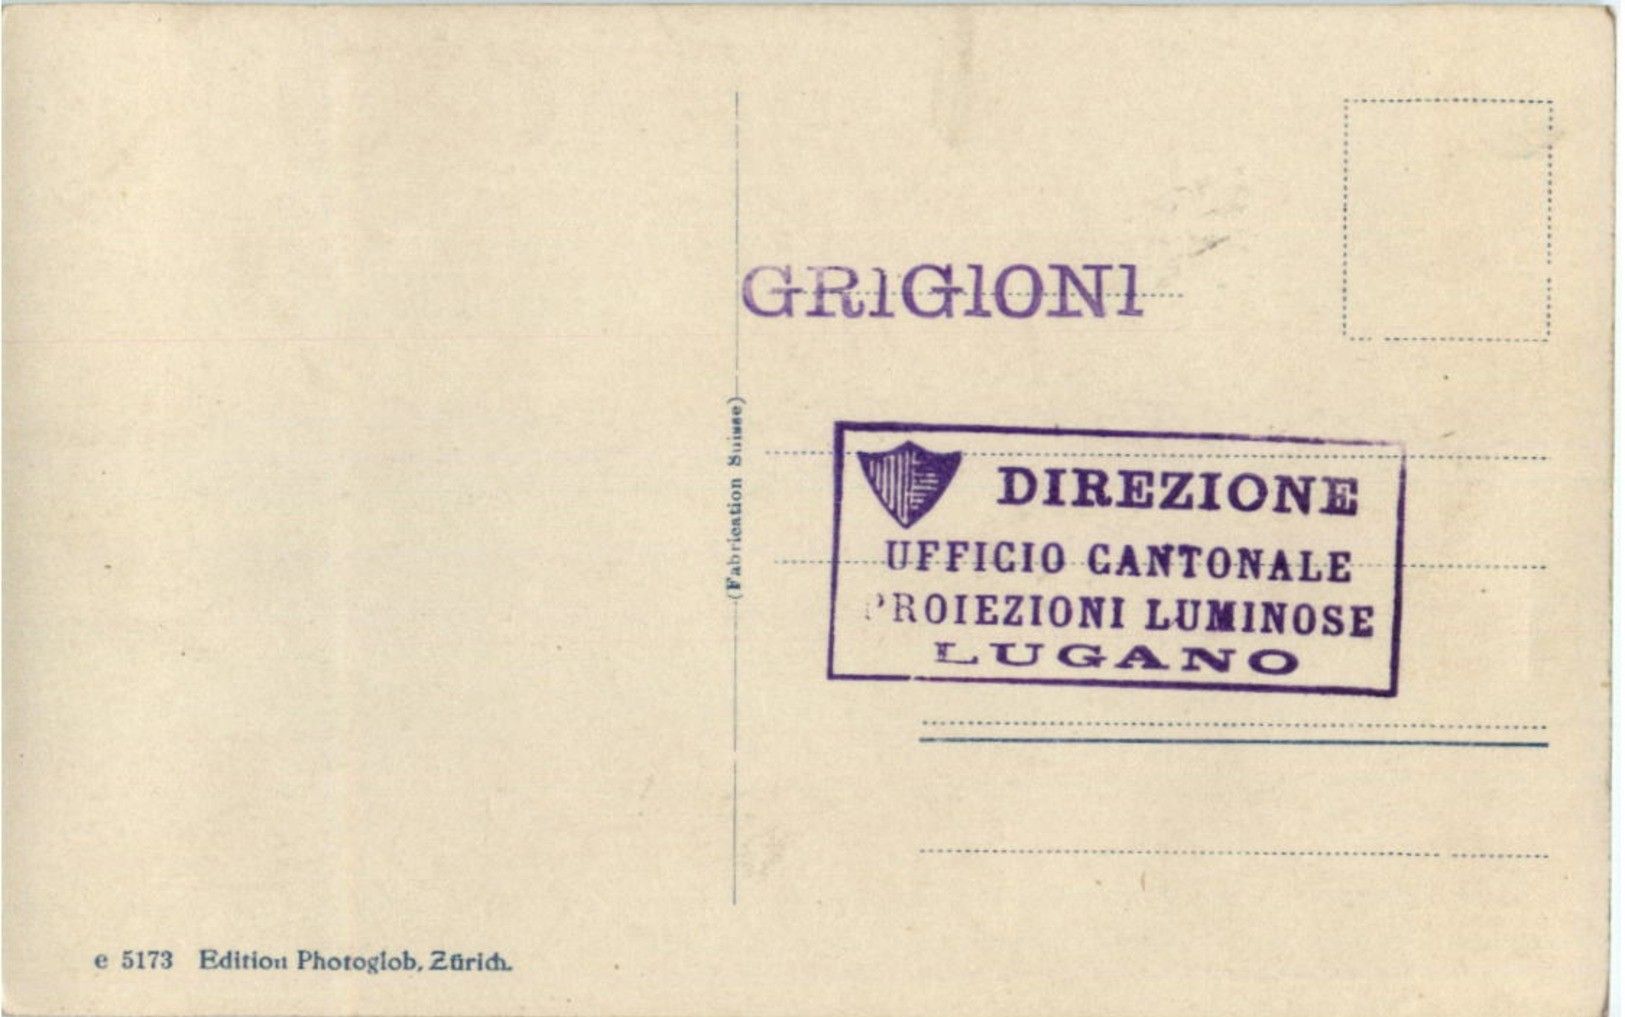 GRIGIONI
(Fabrication Suisse)
DIREZIONE
UFFICIO CANTONALE
PROIEZIONI LUMINOSE
LUGANO
e 5173 Edition Photoglob, Zürich.